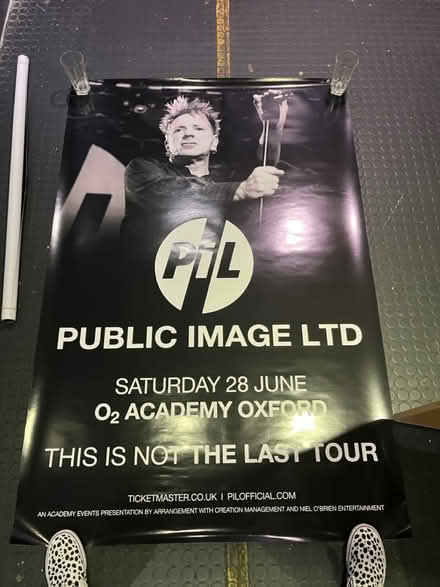 PiL
PUBLIC IMAGE LTD
SATURDAY 28 JUNE
O₂ ACADEMY OXFORD
THIS IS NOT THE LAST TOUR
TICKETMASTER.CO.UK | PILOFFICIAL.COM
AN ACADEMY EVENTS PRESENTATION BY ARRANGEMENT WITH CREATION MANAGEMENT AND NIEL O'BRIEN ENTERTAINMENT